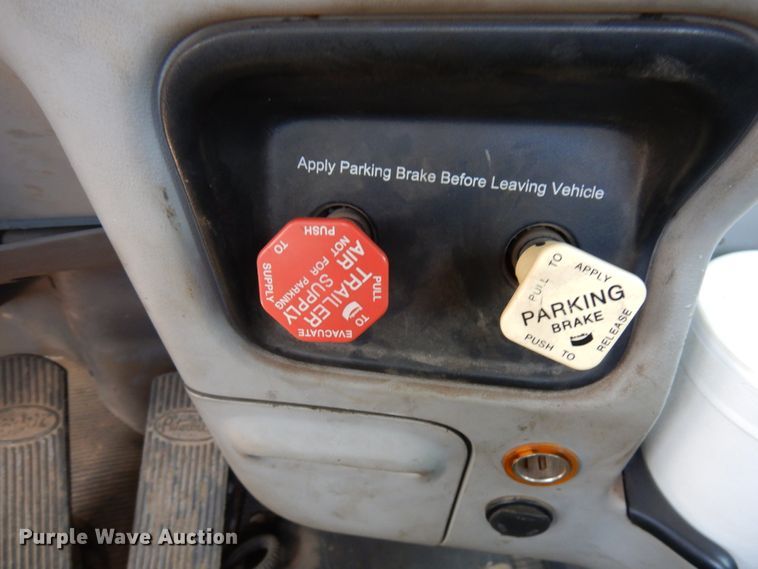 Apply Parking Brake Before Leaving Vehicle
TRAILER
AIR SUPPLY
NOT FOR PARKING
PUSH
TO
SUPPLY
PULL
TO
EVACUATE
PULL TO APPLY
PARKING
BRAKE
PUSH TO RELEASE
Purple Wave Auction